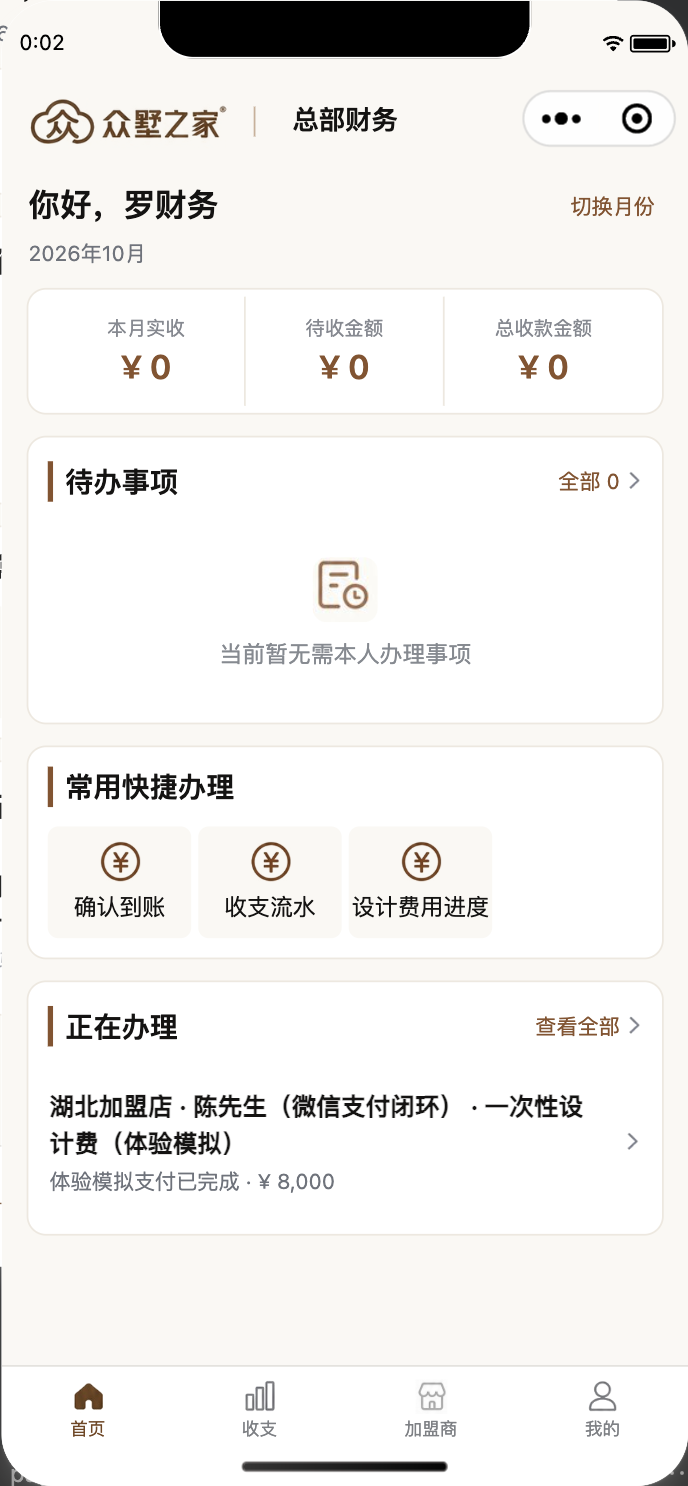 0:02
众墅之家® | 总部财务
你好，罗财务
切换月份
2026年10月
本月实收 待收金额 总收款金额
¥ 0 ¥ 0 ¥ 0
待办事项 全部 0
当前暂无需本人办理事项
常用快捷办理
确认到账 收支流水 设计费用进度
正在办理 查看全部
湖北加盟店 · 陈先生（微信支付闭环） · 一次性设
计费（体验模拟）
体验模拟支付已完成 · ¥ 8,000
首页 收支 加盟商 我的